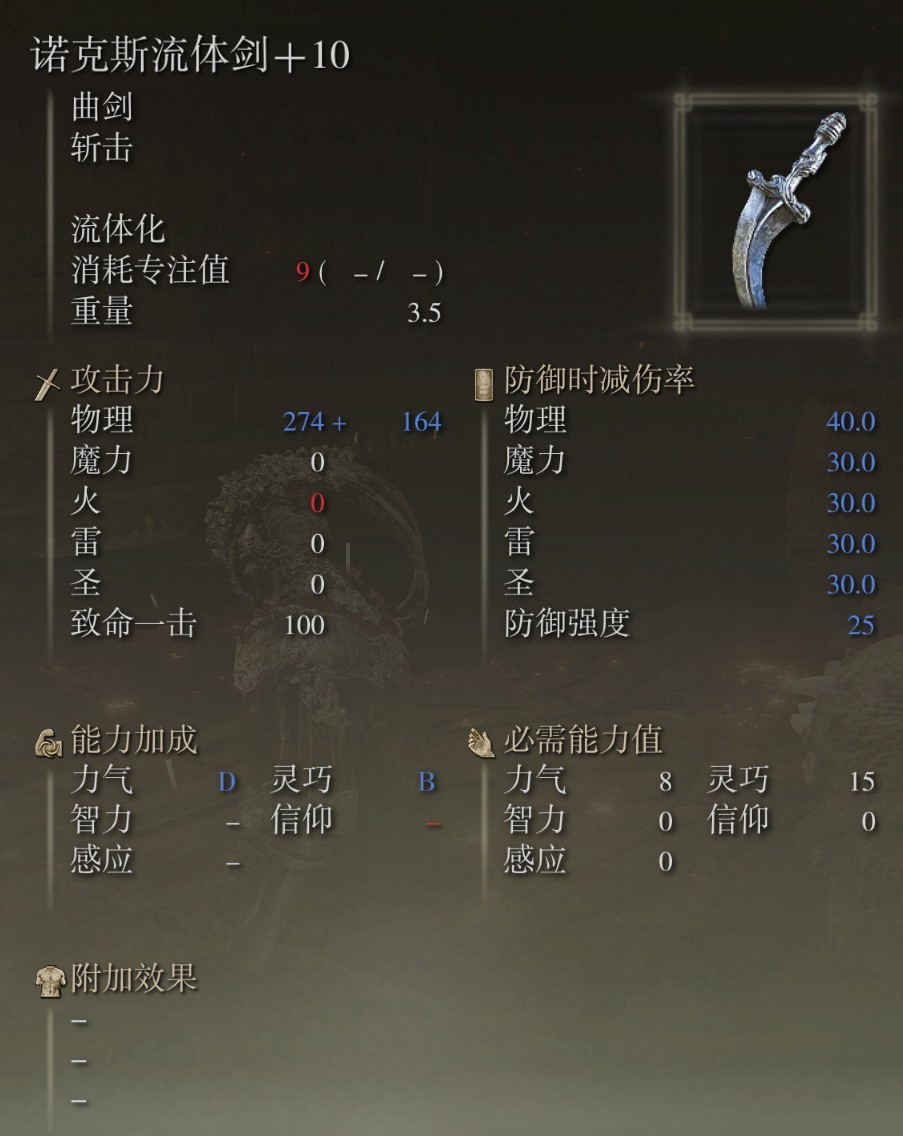 诺克斯流体剑+10
曲剑
斩击
流体化
消耗专注值 9 ( – / – )
重量 3.5
攻击力
物理 274 + 164
魔力 0
火 0
雷 0
圣 0
致命一击 100
防御时减伤率
物理 40.0
魔力 30.0
火 30.0
雷 30.0
圣 30.0
防御强度 25
能力加成
力气 D 灵巧 B
智力 – 信仰 –
感应 –
必需能力值
力气 8 灵巧 15
智力 0 信仰 0
感应 0
附加效果
–
–
–